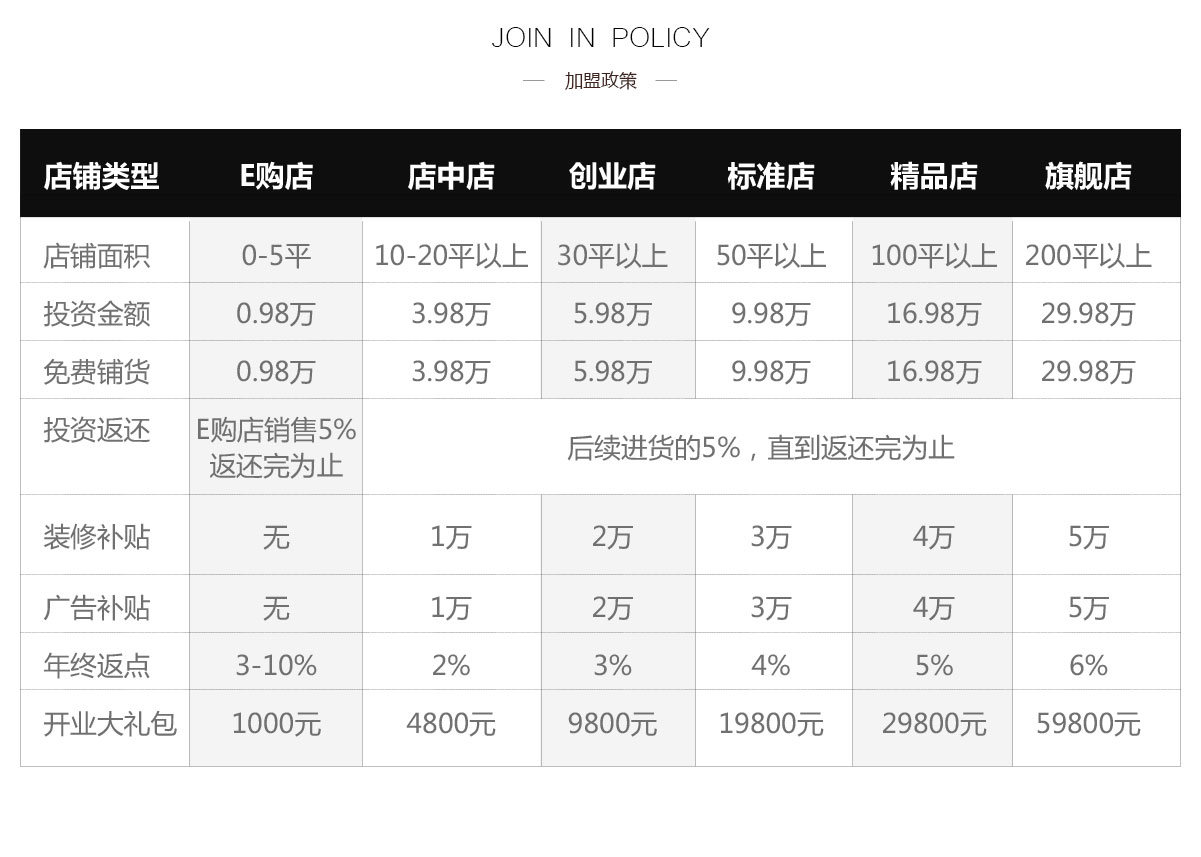 JOIN IN POLICY
加盟政策
店铺类型 E购店 店中店 创业店 标准店 精品店 旗舰店
店铺面积 0-5平 10-20平以上 30平以上 50平以上 100平以上 200平以上
投资金额 0.98万 3.98万 5.98万 9.98万 16.98万 29.98万
免费铺货 0.98万 3.98万 5.98万 9.98万 16.98万 29.98万
投资返还 E购店销售5%
返还完为止
后续进货的5%，直到返还完为止
装修补贴 无 1万 2万 3万 4万 5万
广告补贴 无 1万 2万 3万 4万 5万
年终返点 3-10% 2% 3% 4% 5% 6%
开业大礼包 1000元 4800元 9800元 19800元 29800元 59800元